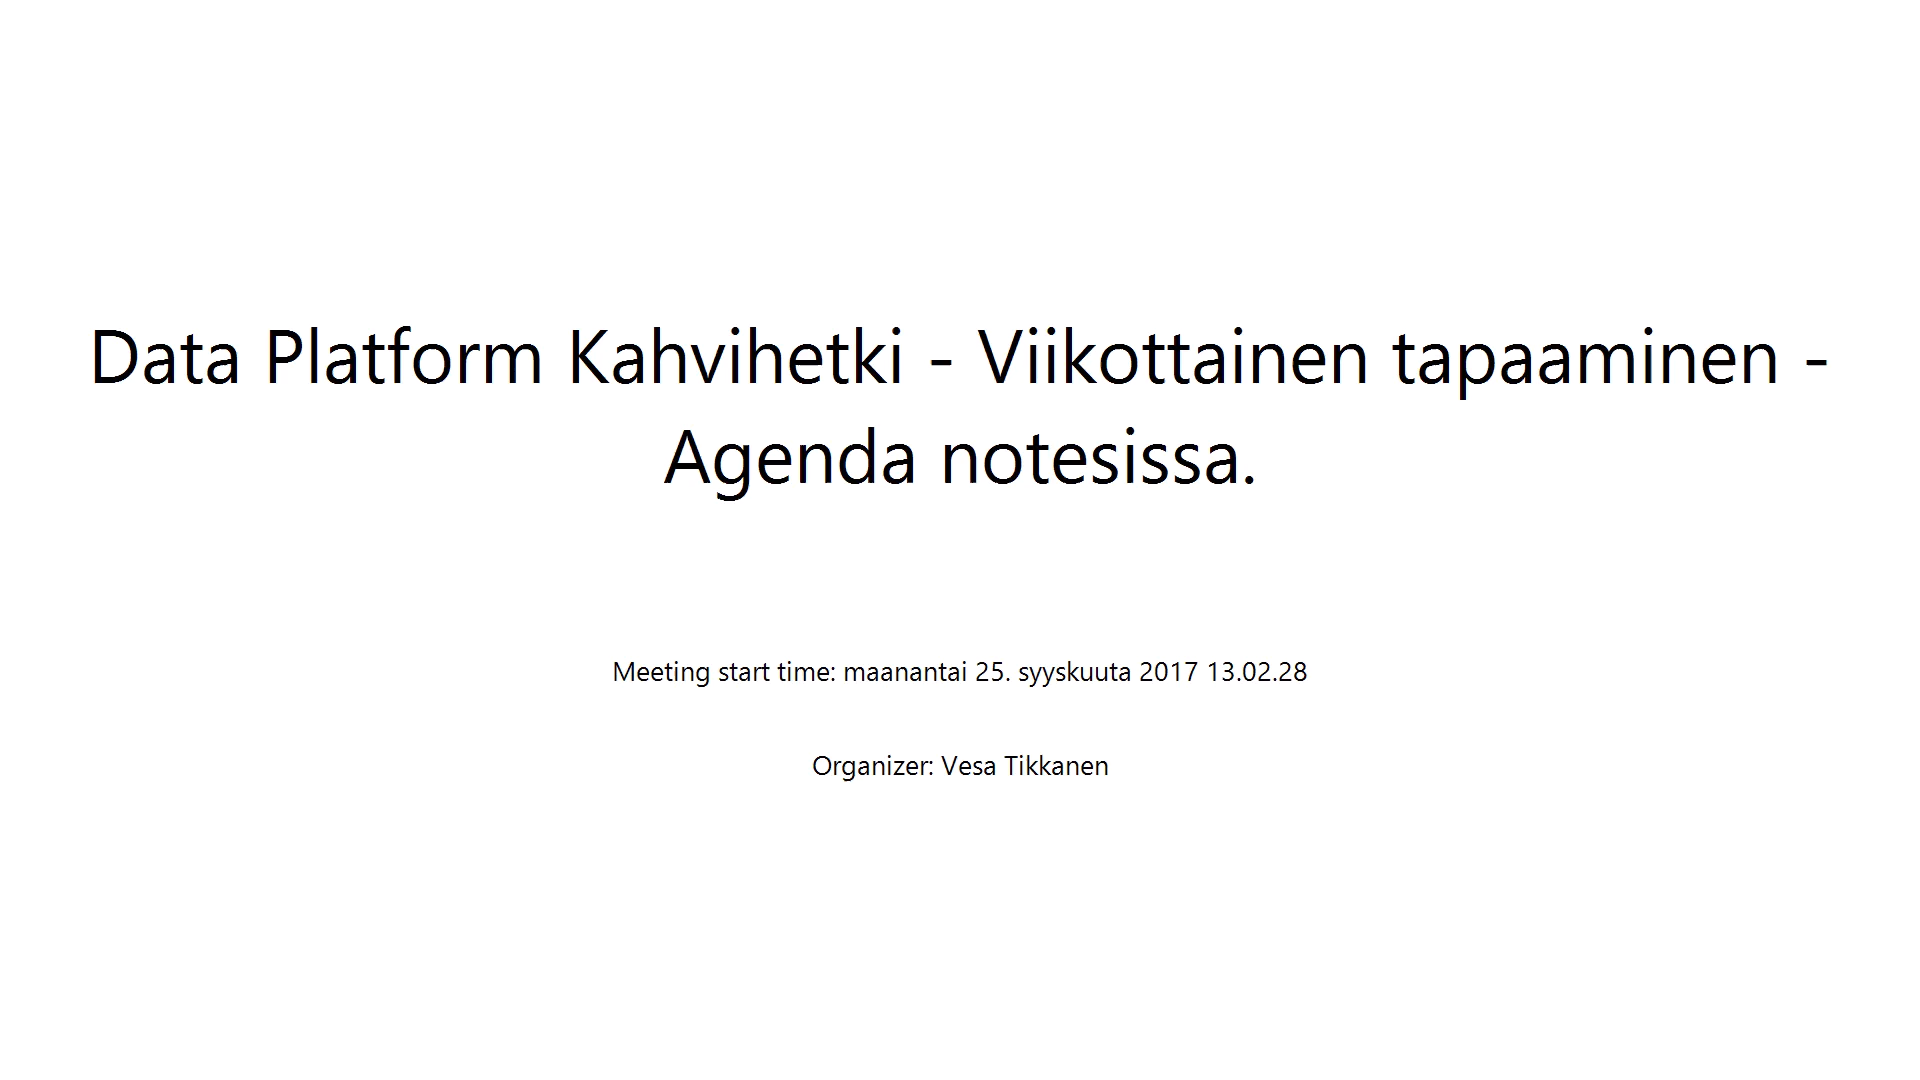 Data Platform Kahvihetki - Viikottainen tapaaminen -
Agenda notesissa.
Meeting start time: maanantai 25. syyskuuta 2017 13.02.28
Organizer: Vesa Tikkanen